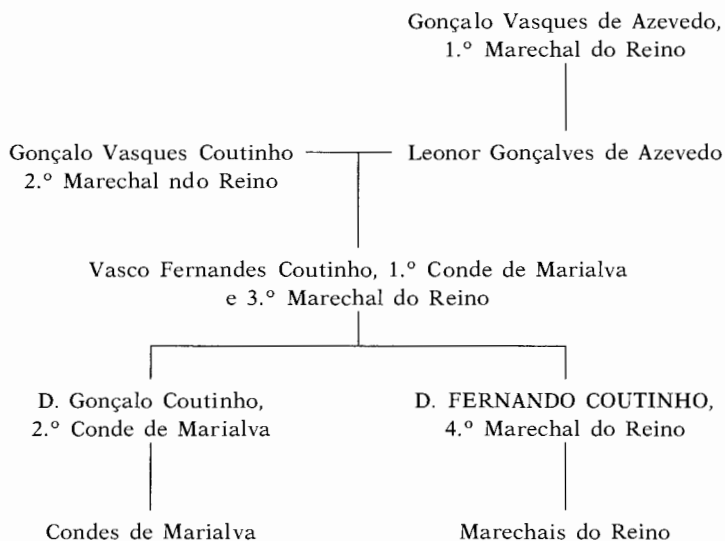 Gonçalo Vasques de Azevedo,
1.º Marechal do Reino
Gonçalo Vasques Coutinho
2.º Marechal ndo Reino
Leonor Gonçalves de Azevedo
Vasco Fernandes Coutinho, 1.º Conde de Marialva
e 3.º Marechal do Reino
D. Gonçalo Coutinho,
2.º Conde de Marialva
D. FERNANDO COUTINHO,
4.º Marechal do Reino
Condes de Marialva
Marechais do Reino